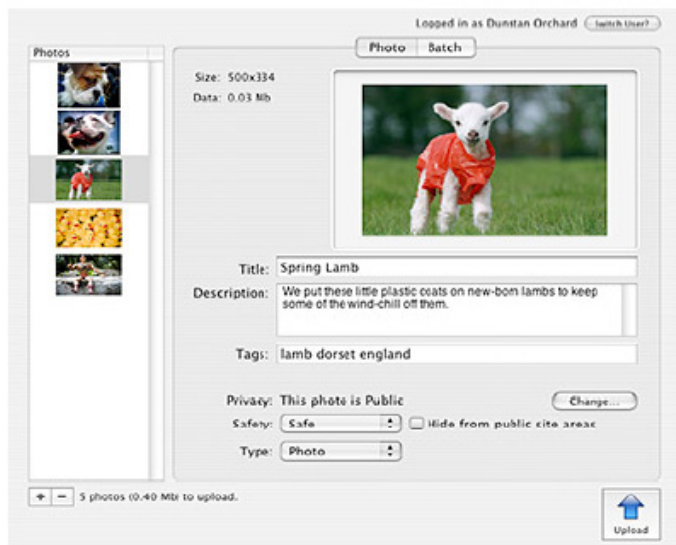 Logged in as Dunstan Orchard
Switch User?
Photos
Photo Batch
Size: 500x334
Data: 0.03 Mb
Title: Spring Lamb
Description: We put these little plastic coats on new-born lambs to keep
some of the wind-chill off them.
Tags: lamb dorset england
Privacy: This photo is Public
Change...
Safety: Safe
Hide from public site areas
Type: Photo
5 photos (0.40 Mb) to upload.
Upload